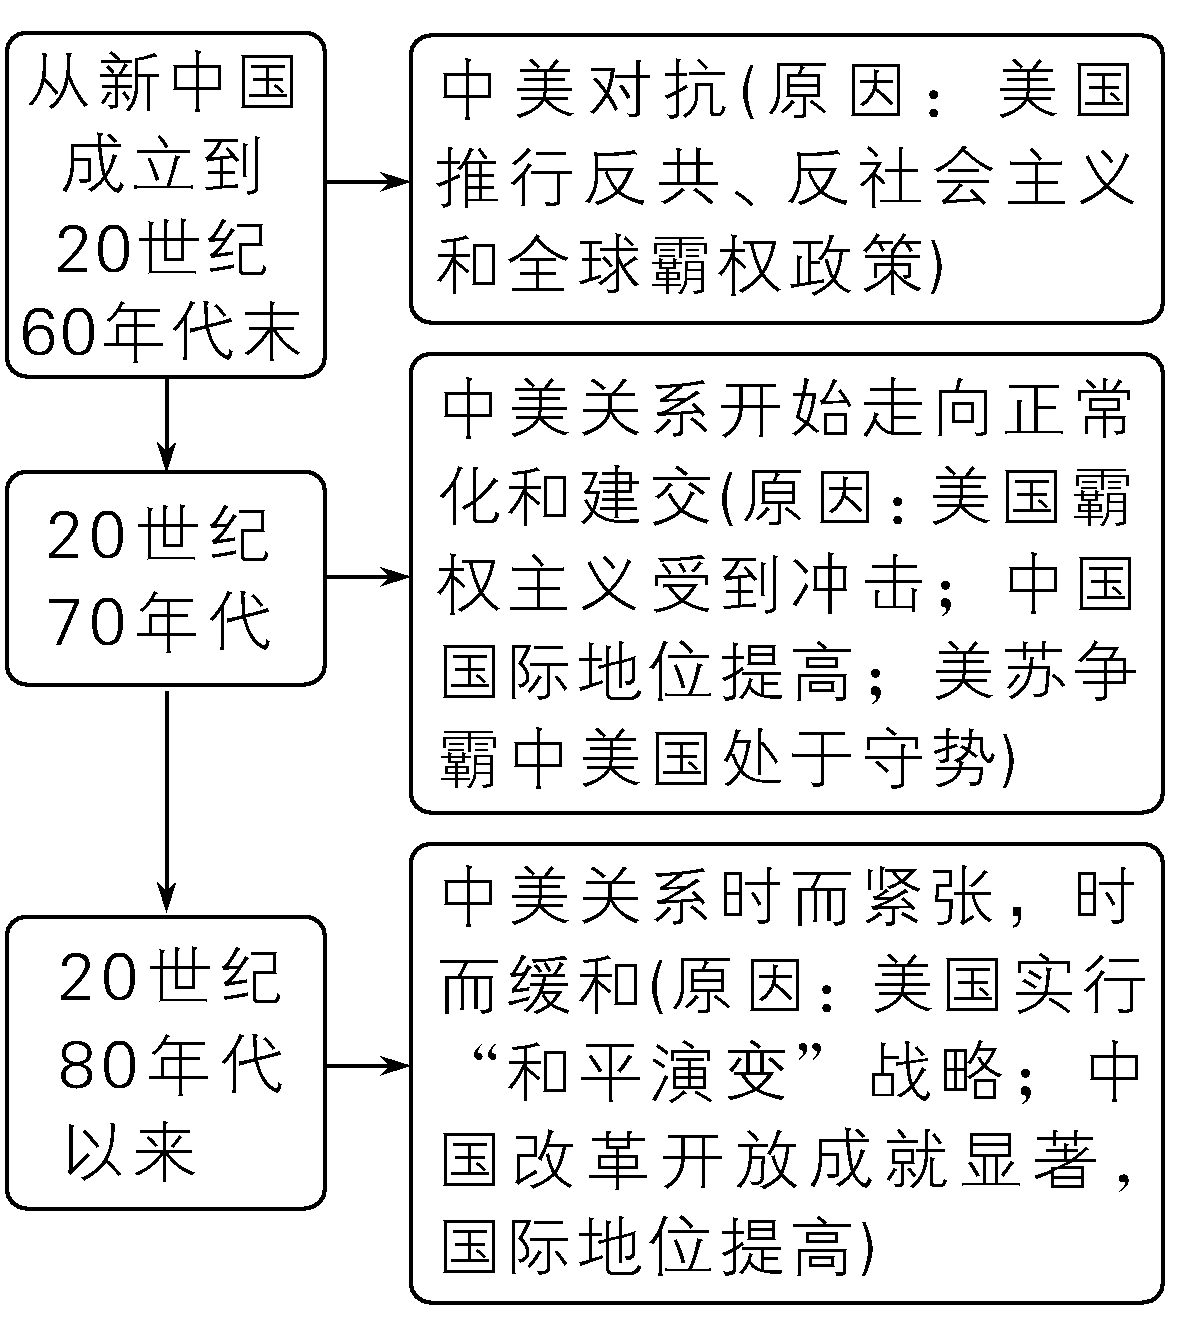 从新中国
成立到
20世纪
60年代末
中美对抗(原因：美国
推行反共、反社会主义
和全球霸权政策)
20世纪
70年代
中美关系开始走向正常
化和建交(原因：美国霸
权主义受到冲击；中国
国际地位提高；美苏争
霸中美国处于守势)
20世纪
80年代
以来
中美关系时而紧张，时
而缓和(原因：美国实行
“和平演变”战略；中
国改革开放成就显著，
国际地位提高)